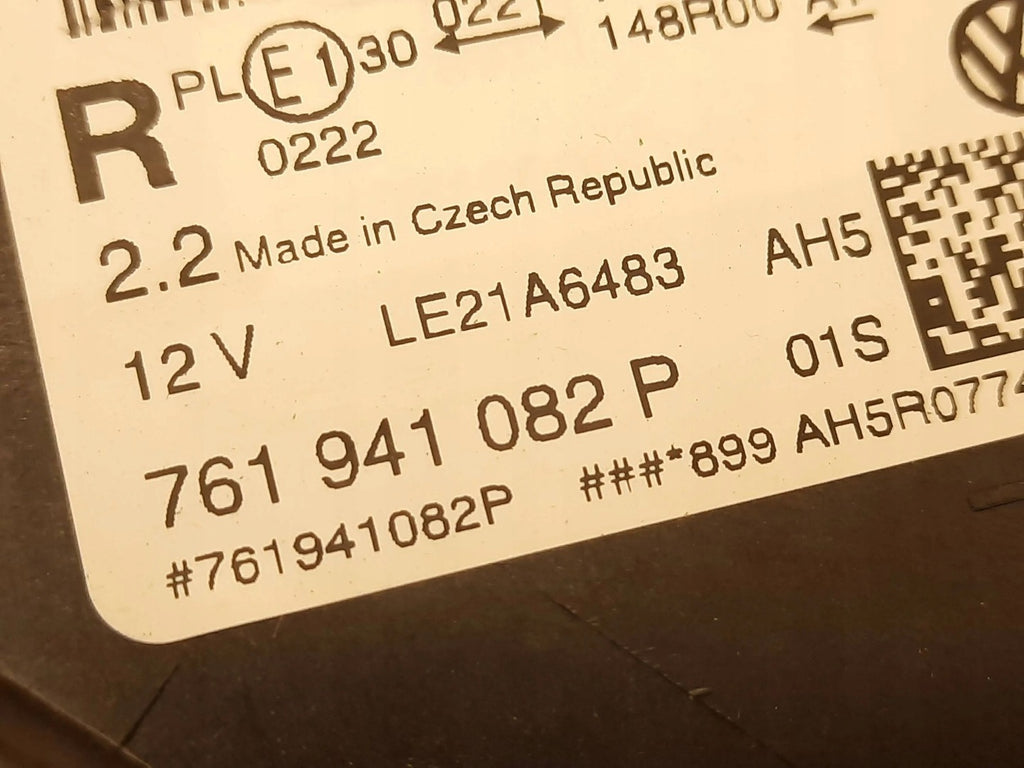 R PL E1 30 148R00
0222
2.2 Made in Czech Republic
12 V LE21A6483 AH5
761 941 082 P 01S
#761941082P ###*899 AH5R0774